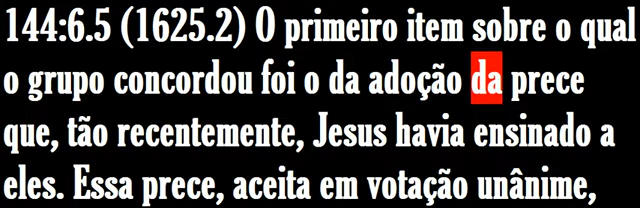 144:6.5 (1625.2) O primeiro item sobre o qual
o grupo concordou foi o da adoção da prece
que, tão recentemente, Jesus havia ensinado a
eles. Essa prece, aceita em votação unânime,